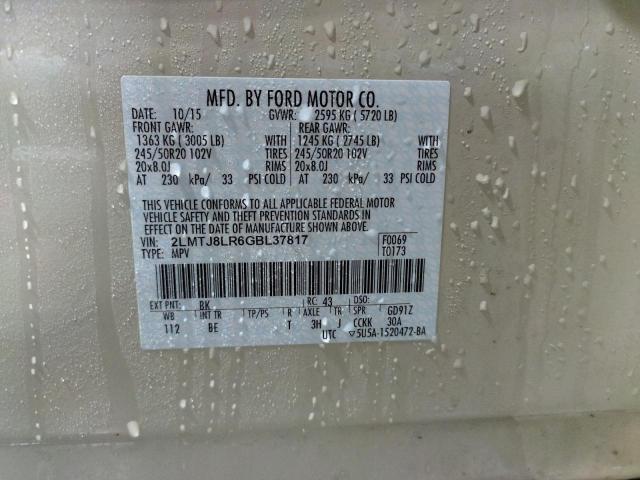 MFD. BY FORD MOTOR CO.
DATE: 10/15 GVWR: 2595 KG ( 5720 LB)
FRONT GAWR: REAR GAWR:
1363 KG ( 3005 LB) WITH 1245 KG ( 2745 LB) WITH
245/50R20 102V TIRES 245/50R20 102V TIRES
20x8.0J RIMS 20x8.0J RIMS
AT 230 kPa/ 33 PSI COLD AT 230 kPa/ 33 PSI COLD
THIS VEHICLE CONFORMS TO ALL APPLICABLE FEDERAL MOTOR
VEHICLE SAFETY AND THEFT PREVENTION STANDARDS IN
EFFECT ON THE DATE OF MANUFACTURE SHOWN ABOVE.
VIN: 2LMTJ8LR6GBL37817 F0069
TYPE: MPV T0173
EXT PNT: BK RC: 43 DSO:
WB INT TR TP/PS R AXLE TR SPR GD91Z
112 BE T 3H J CCKK 30A
UTC 5U5A-1520472-BA